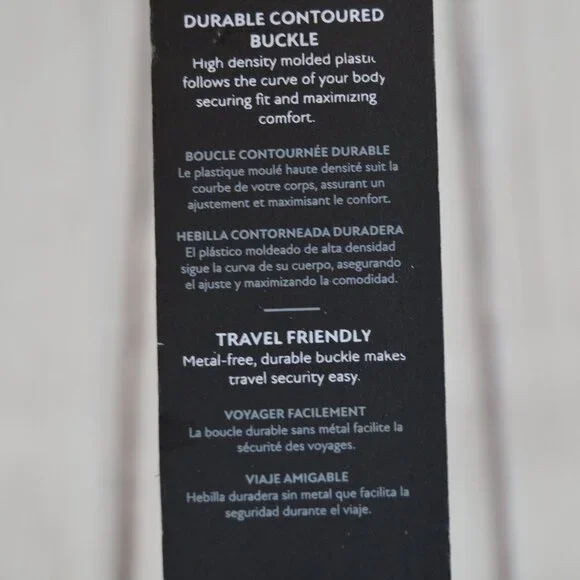 DURABLE CONTOURED
BUCKLE
High density molded plastic
follows the curve of your body
securing fit and maximizing
comfort.
BOUCLE CONTOURNÉE DURABLE
Le plastique moulé haute densité suit la
courbe de votre corps, assurant un
ajustement et maximisant le confort.
HEBILLA CONTORNEADA DURADERA
El plástico moldeado de alta densidad
sigue la curva de su cuerpo, asegurando
el ajuste y maximizando la comodidad.
TRAVEL FRIENDLY
Metal-free, durable buckle makes
travel security easy.
VOYAGER FACILEMENT
La boucle durable sans métal facilite la
sécurité des voyages.
VIAJE AMIGABLE
Hebilla duradera sin metal que facilita la
seguridad durante el viaje.